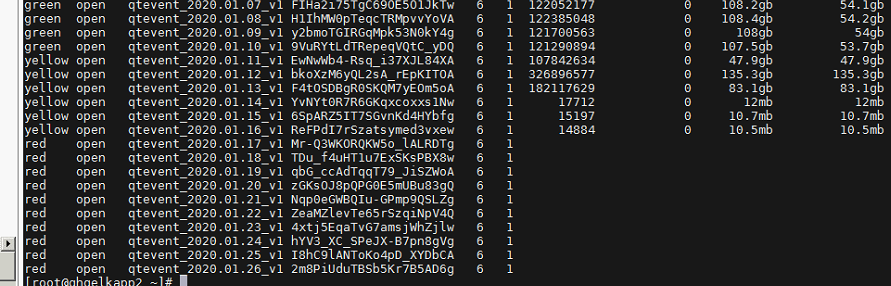 green open qtevent_2020.01.07_v1 FIHa2i75TgC69OE5O1JkTw 6 1 122052177 0 108.2gb 54.1gb
green open qtevent_2020.01.08_v1 H1IhMW0pTeqcTRMpvvYoVA 6 1 122385048 0 108.4gb 54.2gb
green open qtevent_2020.01.09_v1 y2bmoTGIRGqMpk53N0kY4g 6 1 121700563 0 108gb 54gb
green open qtevent_2020.01.10_v1 9VuRYtLdTRepeqVQtC_yDQ 6 1 121290894 0 107.5gb 53.7gb
yellow open qtevent_2020.01.11_v1 EwNwWb4-Rsq_i37XJL84XA 6 1 107842634 0 47.9gb 47.9gb
yellow open qtevent_2020.01.12_v1 bkoXzM6yQL2sA_rEpKITOA 6 1 326896577 0 135.3gb 135.3gb
yellow open qtevent_2020.01.13_v1 F4tOSDBgR0SKQM7yEOm5oA 6 1 182117629 0 83.1gb 83.1gb
yellow open qtevent_2020.01.14_v1 YvNYt0R7R6GKqxcoxxs1Nw 6 1 17712 0 12mb 12mb
yellow open qtevent_2020.01.15_v1 6SpARZ5IT7SGvnKd4HYbfg 6 1 15197 0 10.7mb 10.7mb
yellow open qtevent_2020.01.16_v1 ReFPdI7rSzatsymed3vxew 6 1 14884 0 10.5mb 10.5mb
red open qtevent_2020.01.17_v1 Mr-Q3WKORQKW5o_lALRDTg 6 1
red open qtevent_2020.01.18_v1 TDu_f4uHT1u7ExSKsPBX8w 6 1
red open qtevent_2020.01.19_v1 qbG_ccAdTqqT79_JiSZWoA 6 1
red open qtevent_2020.01.20_v1 zGKsOJ8pQPG0E5mUBu83gQ 6 1
red open qtevent_2020.01.21_v1 Nqp0eGWBQIu-GPmp9QSLZg 6 1
red open qtevent_2020.01.22_v1 ZeaMZlevTe65rSzqiNpV4Q 6 1
red open qtevent_2020.01.23_v1 4xtj5EqaTvG7amsjWhZjlw 6 1
red open qtevent_2020.01.24_v1 hYV3_XC_SPeJX-B7pn8gVg 6 1
red open qtevent_2020.01.25_v1 I8hC9lANToKo4pD_XYDbCA 6 1
red open qtevent_2020.01.26_v1 2m8PiUduTBSb5Kr7B5AD6g 6 1
[root@qhqelkapp2 ~]#